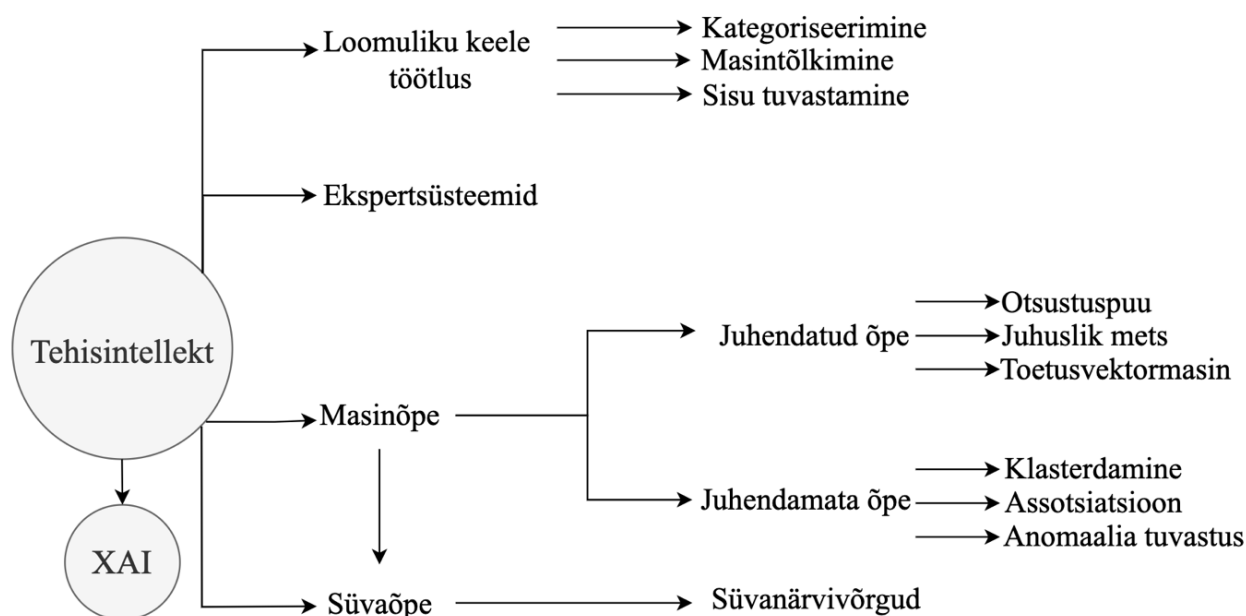 Loomuliku keele
töötlus
Kategoriseerimine
Masintõlkimine
Sisu tuvastamine
Ekspertsüsteemid
Tehisintellekt
XAI
Masinõpe
Juhendatud õpe
Otsustuspuu
Juhuslik mets
Toetusvektormasin
Juhendamata õpe
Klasterdamine
Assotsiatsioon
Anomaalia tuvastus
Süvaõpe
Süvanärvivõrgud